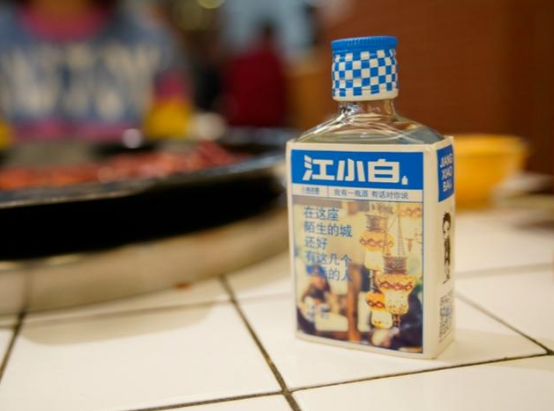 江小白
我有一瓶酒 有话对你说
在这座
陌生的城
还好
有这几个
的人
JIANG
XIAO
BAI